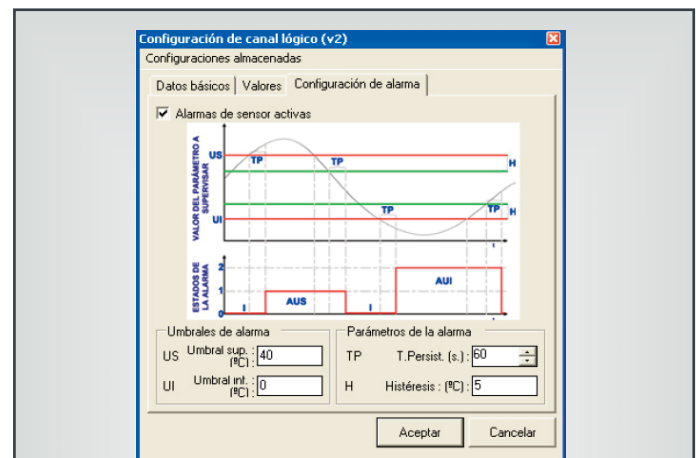 Configuración de canal lógico (v2)
Configuraciones almacenadas
Datos básicos Valores Configuración de alarma
Alarmas de sensor activas
VALOR DEL PARÁMETRO A SUPERVISAR
US TP TP H
UI TP TP H
t
ESTADOS DE LA ALARMA
2
1
0
I AUS I AUI
t
Umbrales de alarma
US Umbral sup. : (ºC) : 40
UI Umbral inf. : (ºC) : 0
Parámetros de la alarma
TP T.Persist. (s.) : 60
H Histéresis : (ºC) : 5
Aceptar Cancelar